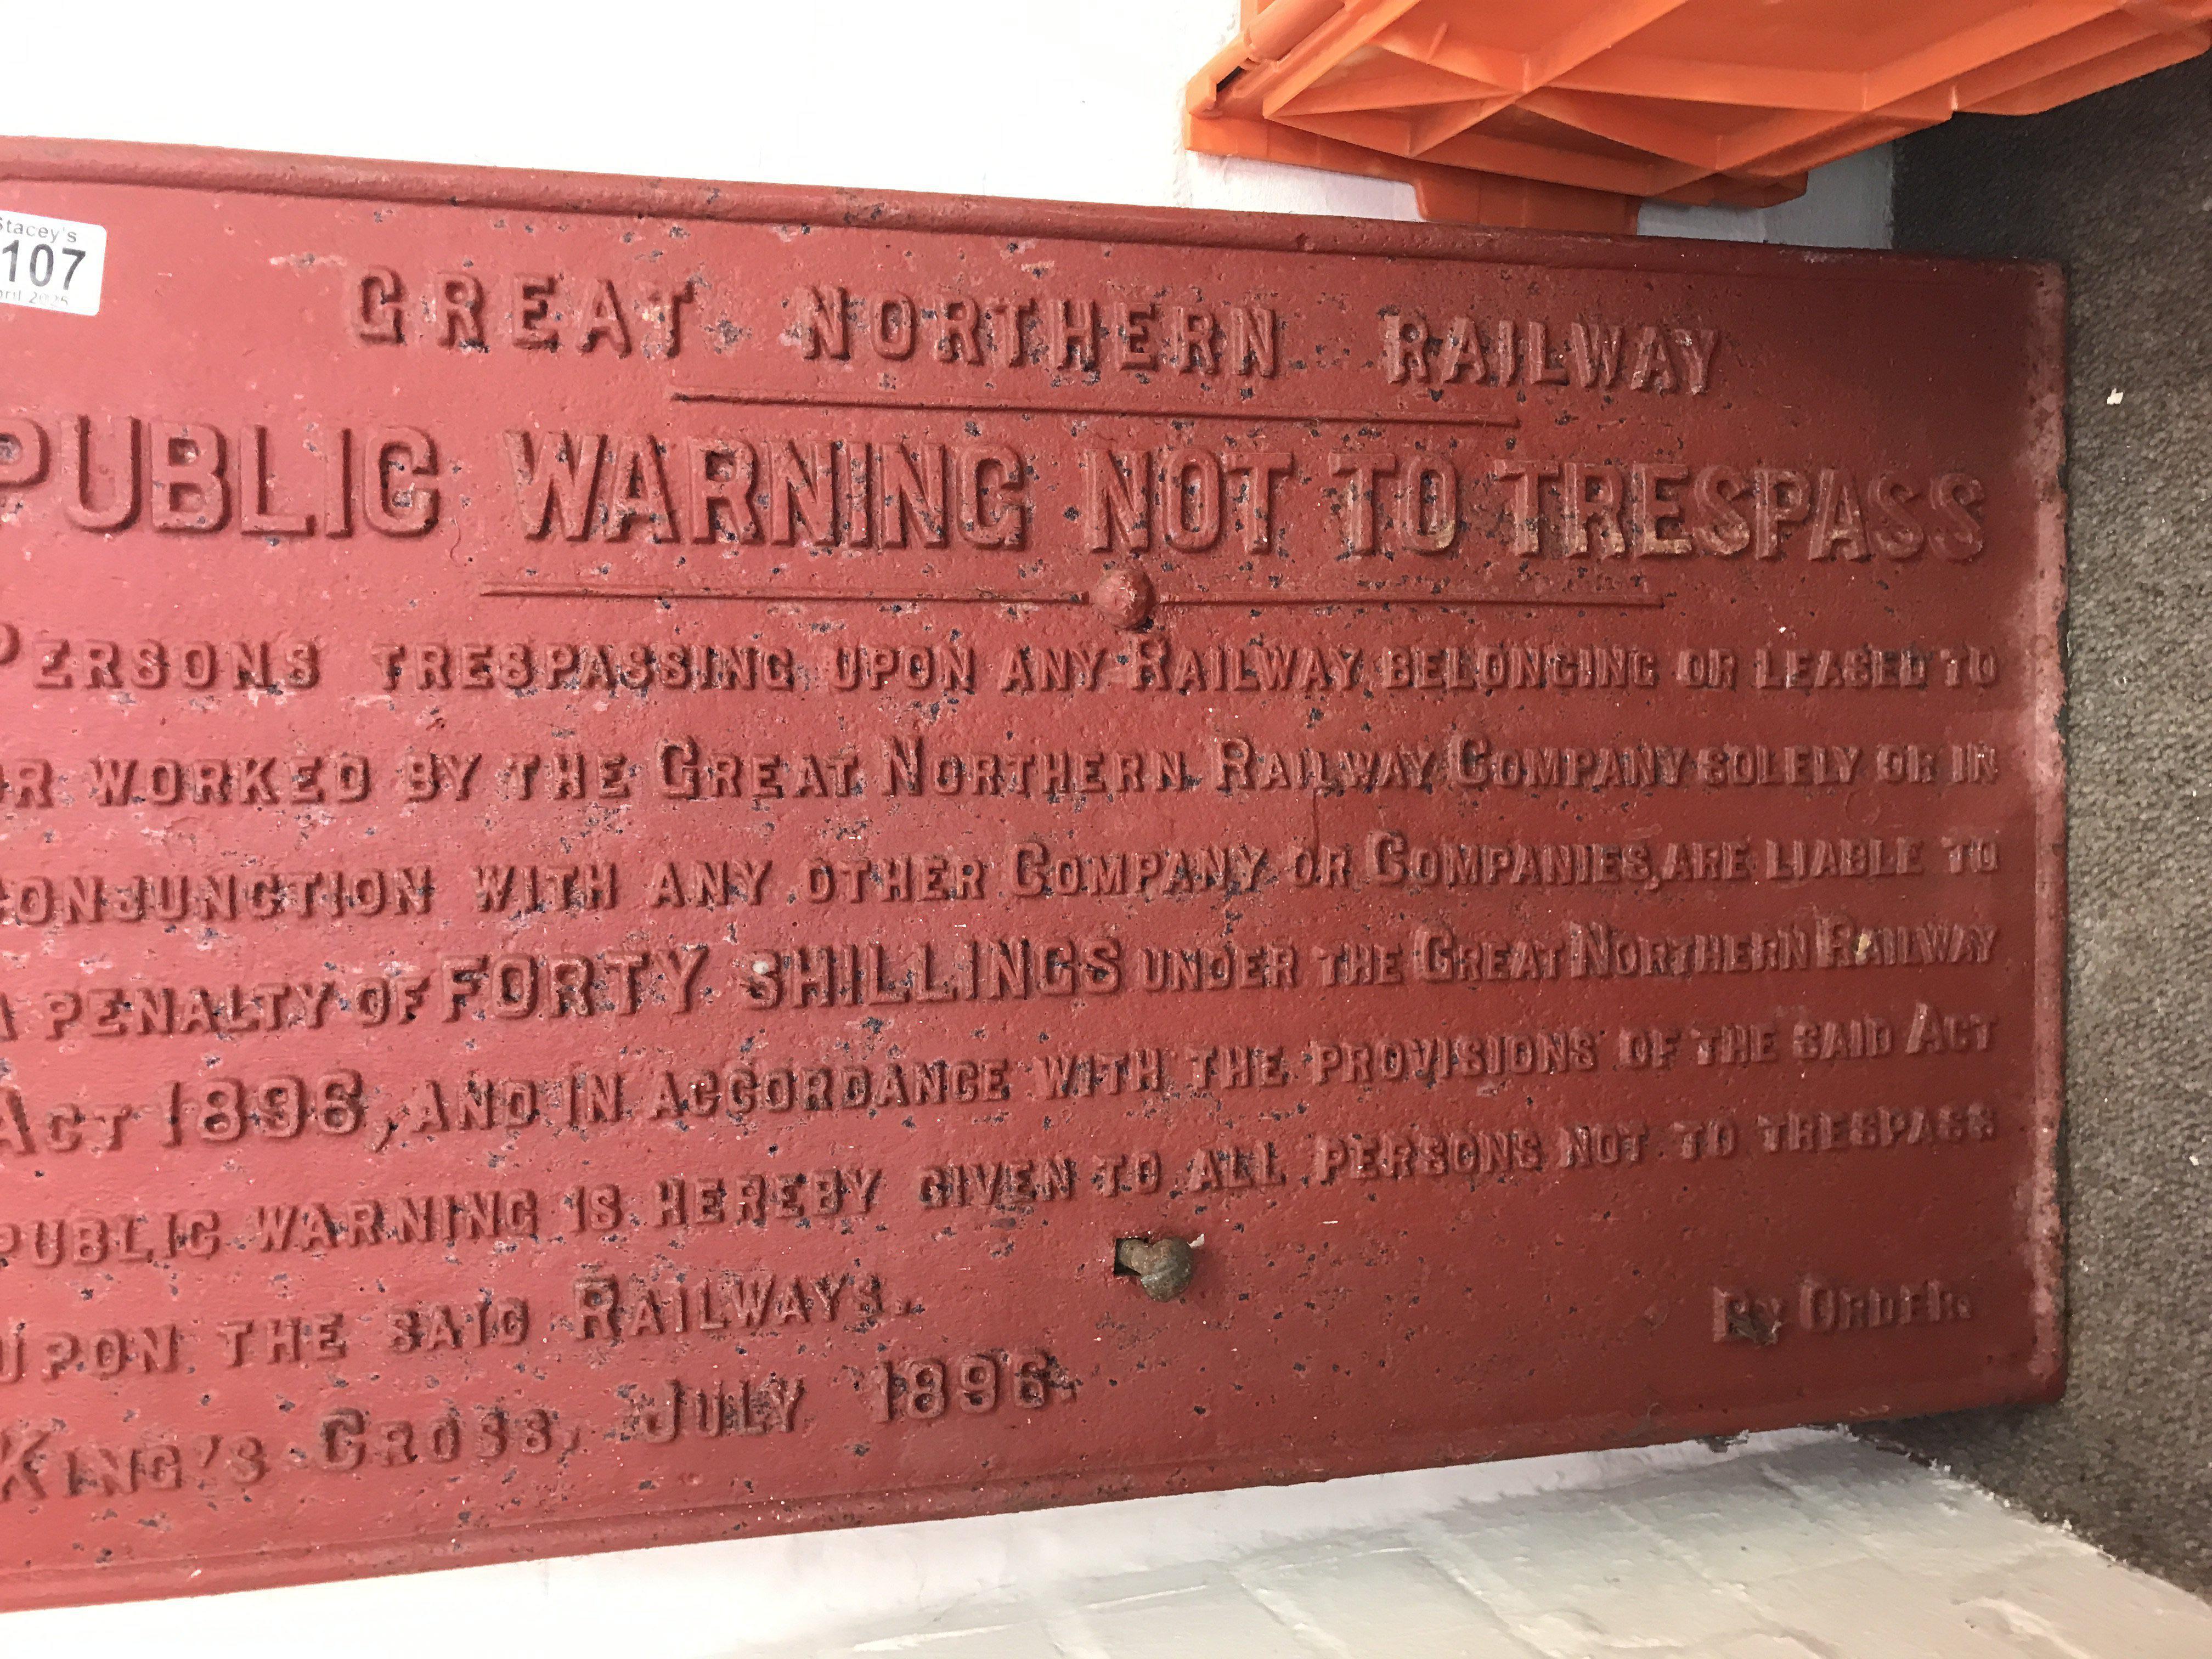 Stacey's
107
April 2025
GREAT NORTHERN RAILWAY
PUBLIC WARNING NOT TO TRESPASS
PERSONS TRESPASSING UPON ANY RAILWAY BELONGING OR LEASED TO
OR WORKED BY THE GREAT NORTHERN RAILWAY COMPANY SOLELY OR IN
CONJUNCTION WITH ANY OTHER COMPANY OR COMPANIES, ARE LIABLE TO
A PENALTY OF FORTY SHILLINGS UNDER THE GREAT NORTHERN RAILWAY
ACT 1896, AND IN ACCORDANCE WITH THE PROVISIONS OF THE SAID ACT
PUBLIC WARNING IS HEREBY GIVEN TO ALL PERSONS NOT TO TRESPASS
UPON THE SAID RAILWAYS.
BY ORDER.
KING'S CROSS, JULY 1896.